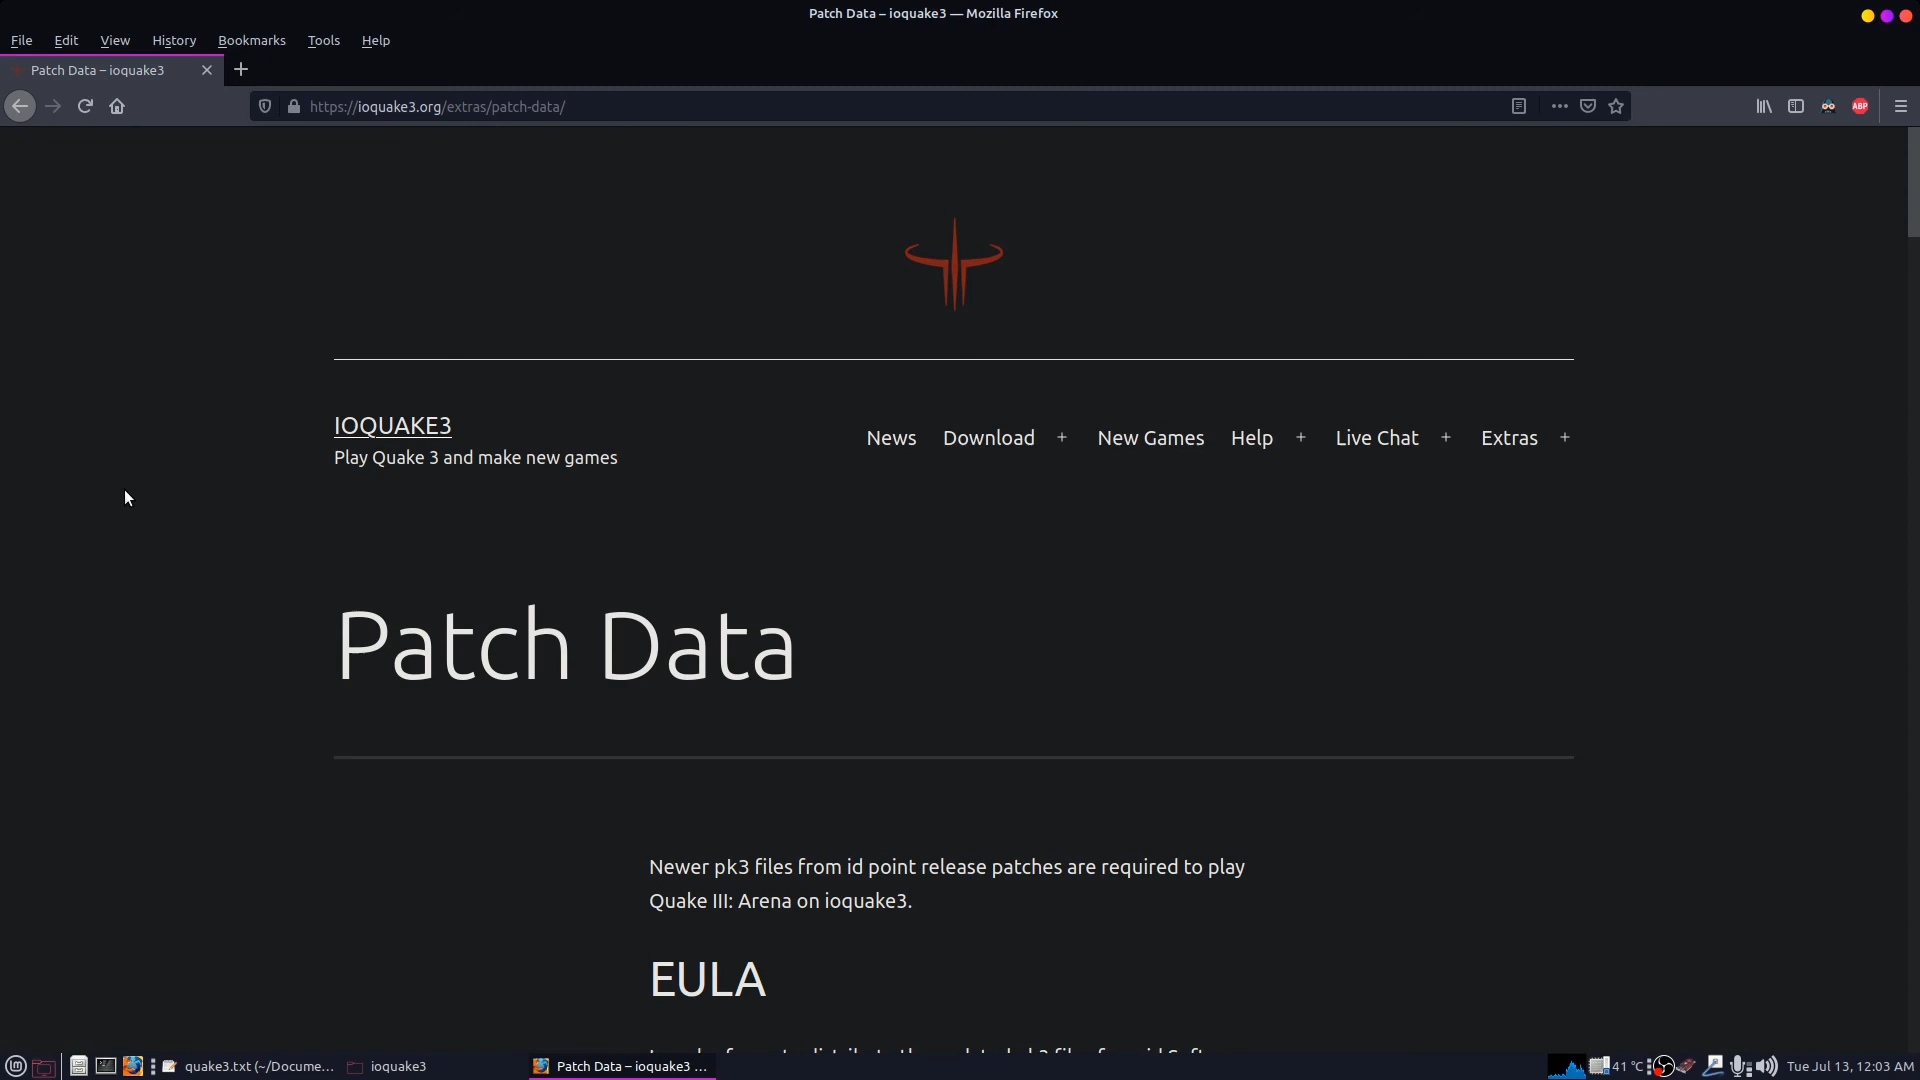 Patch Data – ioquake3 — Mozilla Firefox
File Edit View History Bookmarks Tools Help
Patch Data – ioquake3
https://ioquake3.org/extras/patch-data/
ABP
IOQUAKE3
Play Quake 3 and make new games
News Download + New Games Help + Live Chat + Extras +
Patch Data
Newer pk3 files from id point release patches are required to play
Quake III: Arena on ioquake3.
EULA
quake3.txt (~/Docume... ioquake3 Patch Data – ioquake3 ... 41 °C Tue Jul 13, 12:03 AM